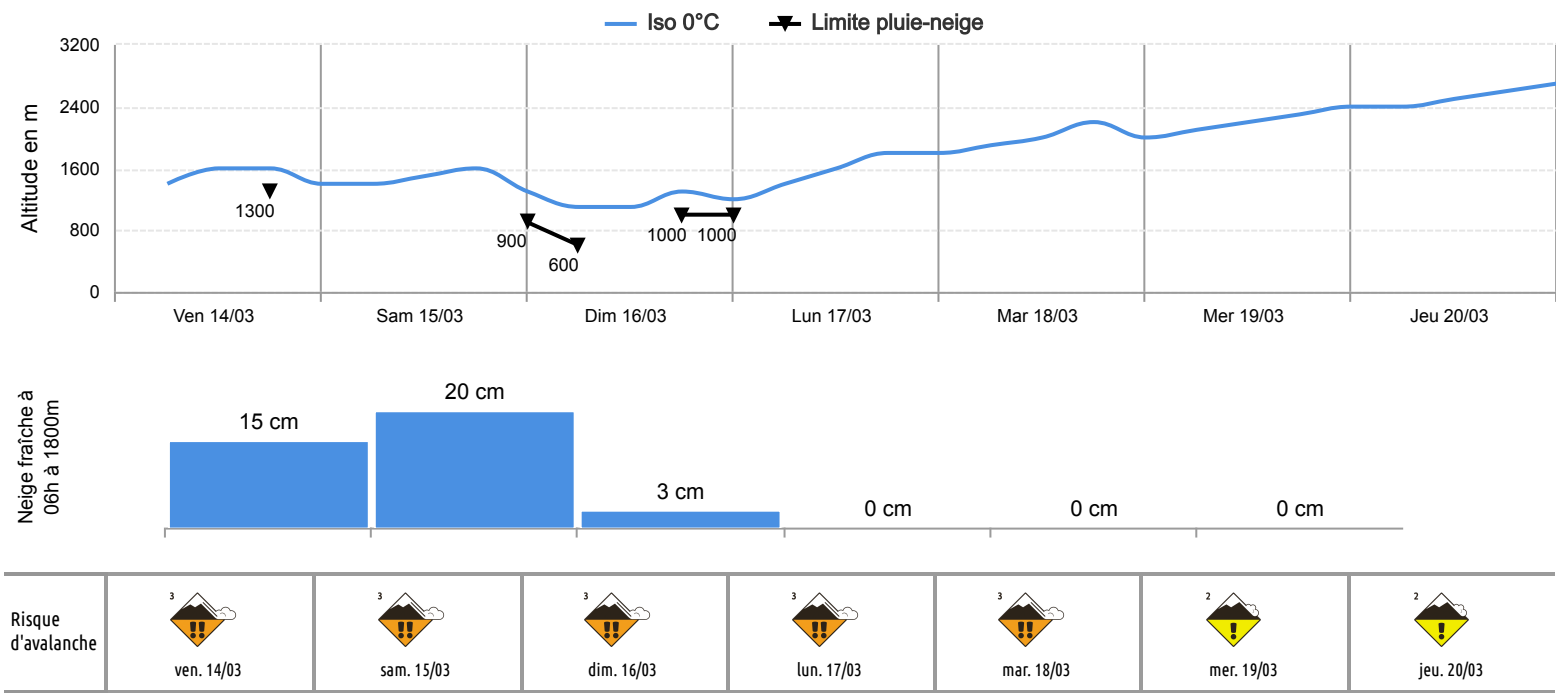 Iso 0°C Limite pluie-neige
Altitude en m
3200
2400
1600
800
0
1300
900
600
1000 1000
Ven 14/03 Sam 15/03 Dim 16/03 Lun 17/03 Mar 18/03 Mer 19/03 Jeu 20/03
Neige fraîche à
06h à 1800m
15 cm 20 cm 3 cm 0 cm 0 cm 0 cm
Risque
d'avalanche
3 3 3 3 3 2 2
!! !! !! !! !! ! !
ven. 14/03 sam. 15/03 dim. 16/03 lun. 17/03 mar. 18/03 mer. 19/03 jeu. 20/03